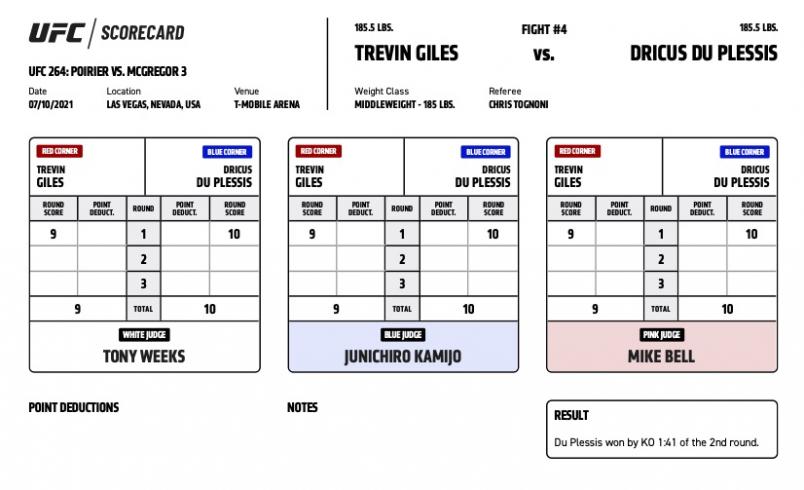 UFC / SCORECARD
UFC 264: POIRIER VS. MCGREGOR 3
Date Location Venue
07/10/2021 LAS VEGAS, NEVADA, USA T-MOBILE ARENA
185.5 LBS. FIGHT #4 185.5 LBS.
TREVIN GILES VS. DRICUS DU PLESSIS
Weight Class Referee
MIDDLEWEIGHT - 185 LBS. CHRIS TOGNONI
RED CORNER BLUE CORNER
TREVIN DRICUS
GILES DU PLESSIS
ROUND SCORE POINT DEDUCT. ROUND POINT DEDUCT. ROUND SCORE
9 1 10
2
3
9 TOTAL 10
WHITE JUDGE
TONY WEEKS
RED CORNER BLUE CORNER
TREVIN DRICUS
GILES DU PLESSIS
ROUND SCORE POINT DEDUCT. ROUND POINT DEDUCT. ROUND SCORE
9 1 10
2
3
9 TOTAL 10
BLUE JUDGE
JUNICHIRO KAMIJO
RED CORNER BLUE CORNER
TREVIN DRICUS
GILES DU PLESSIS
ROUND SCORE POINT DEDUCT. ROUND POINT DEDUCT. ROUND SCORE
9 1 10
2
3
9 TOTAL 10
PINK JUDGE
MIKE BELL
POINT DEDUCTIONS
NOTES
RESULT
Du Plessis won by KO 1:41 of the 2nd round.